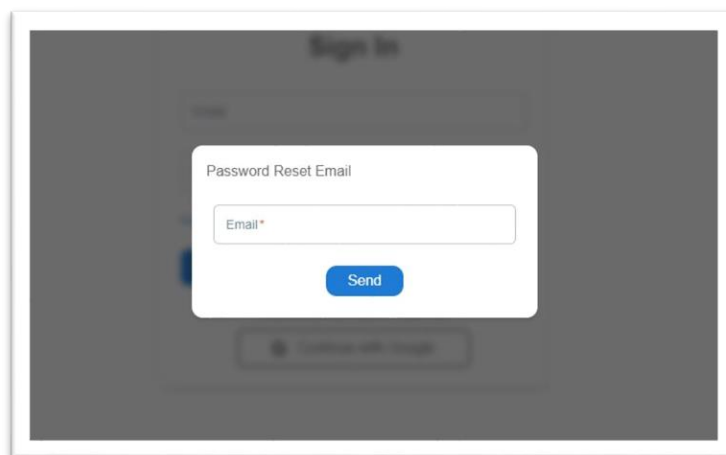 Sign In
Password Reset Email
Email*
Send
Continue with Google